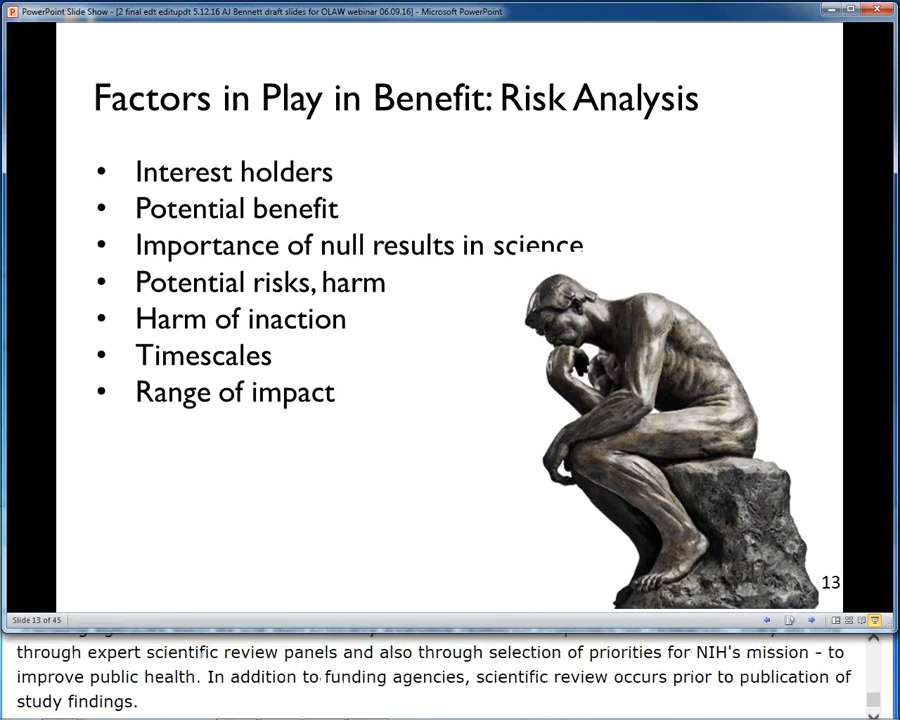 PowerPoint Slide Show - [2 final edt editupdt 5.12.16 AJ Bennett draft slides for OLAW webinar 06.09.16] - Microsoft PowerPoint
Factors in Play in Benefit: Risk Analysis
• Interest holders
• Potential benefit
• Importance of null results in science
• Potential risks, harm
• Harm of inaction
• Timescales
• Range of impact
13
Slide 13 of 45
through expert scientific review panels and also through selection of priorities for NIH's mission - to
improve public health. In addition to funding agencies, scientific review occurs prior to publication of
study findings.